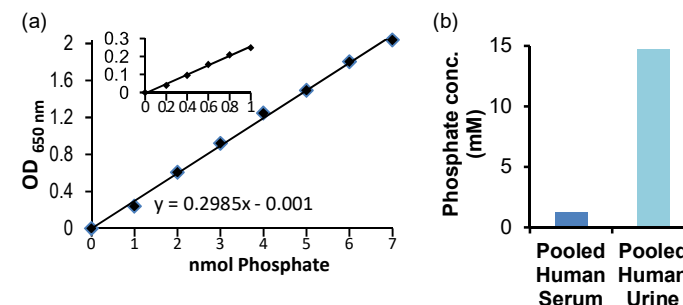 (a)
2
1.6
1.2
0.8
0.4
0
OD 650 nm
0.3
0.2
0.1
0
0 0.2 0.4 0.6 0.8 1
y = 0.2985x - 0.001
0 1 2 3 4 5 6 7
nmol Phosphate
(b)
Phosphate conc.
(mM)
15
10
5
0
Pooled Human Serum
Pooled Human Urine